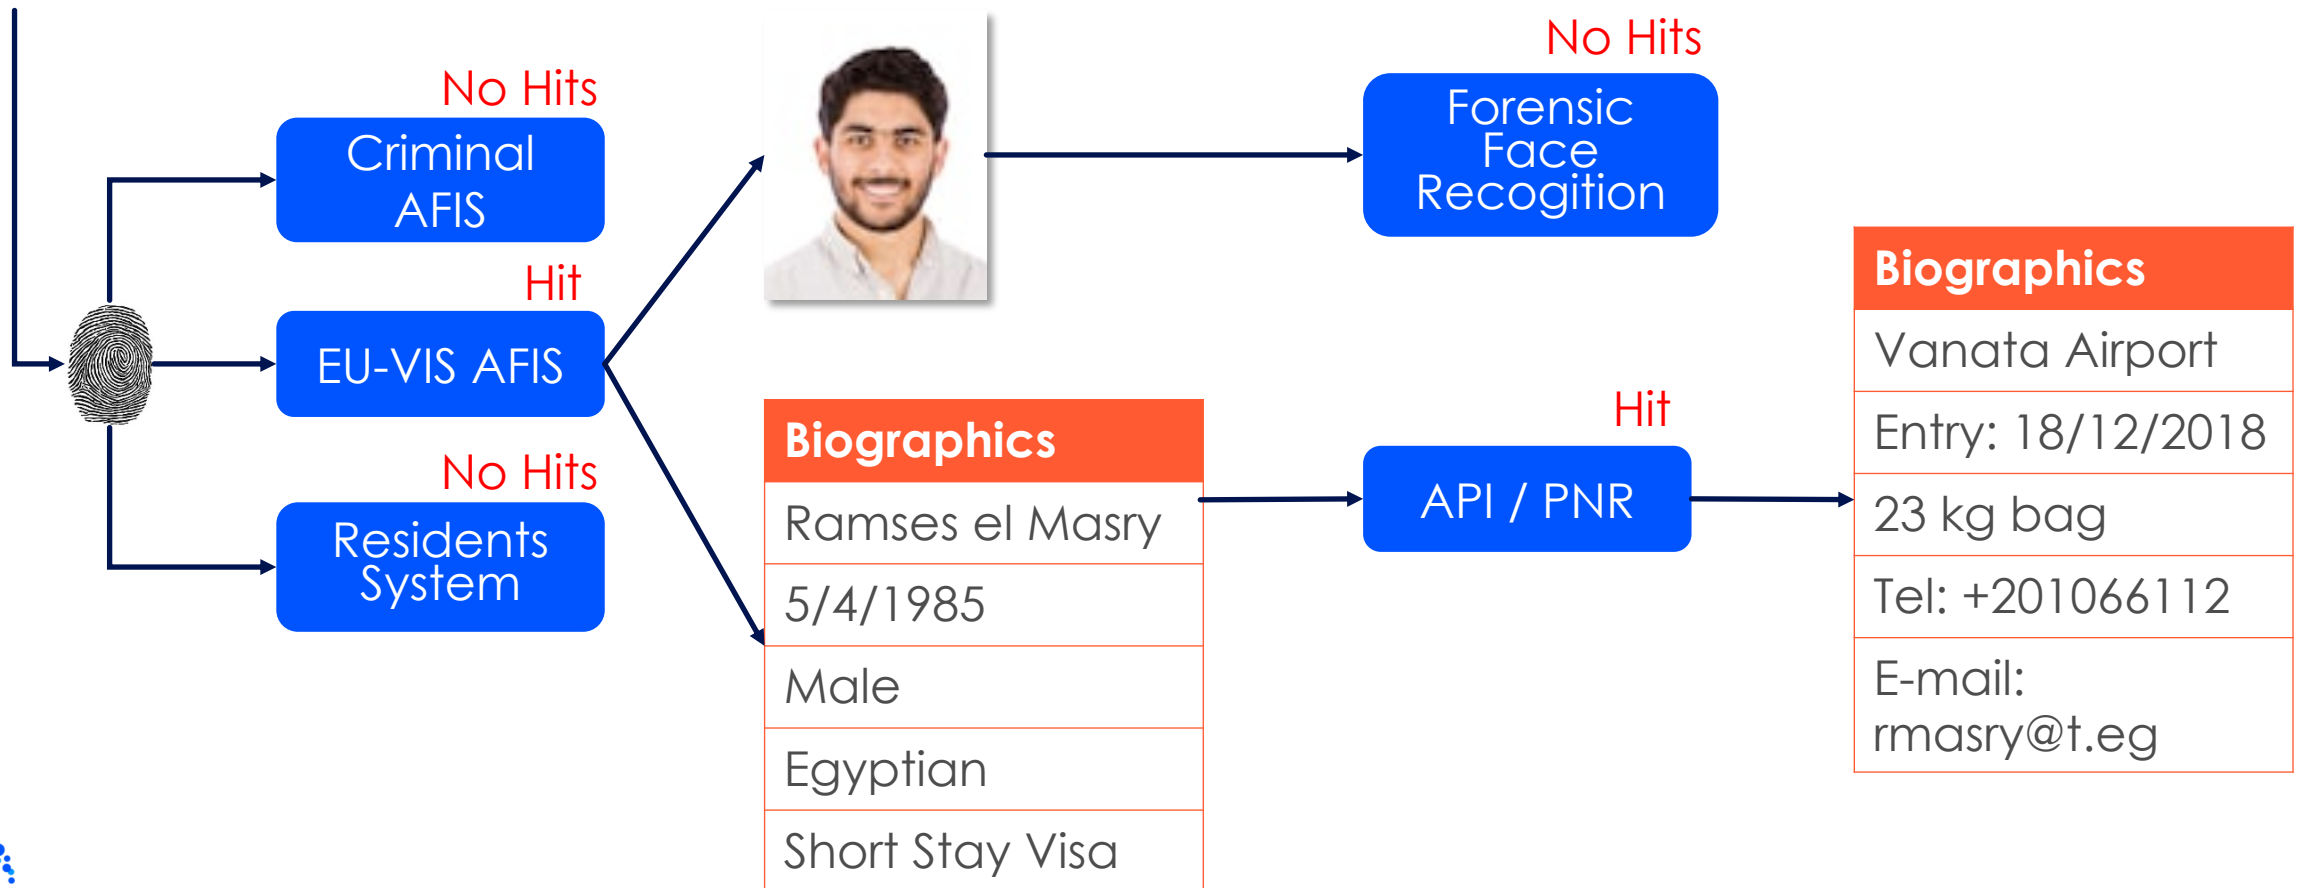 No Hits
Criminal
AFIS
Hit
EU-VIS AFIS
No Hits
Residents
System
Biographics
Ramses el Masry
5/4/1985
Male
Egyptian
Short Stay Visa
No Hits
Forensic
Face
Recogition
Hit
API / PNR
Biographics
Vanata Airport
Entry: 18/12/2018
23 kg bag
Tel: +201066112
E-mail:
rmasry@t.eg